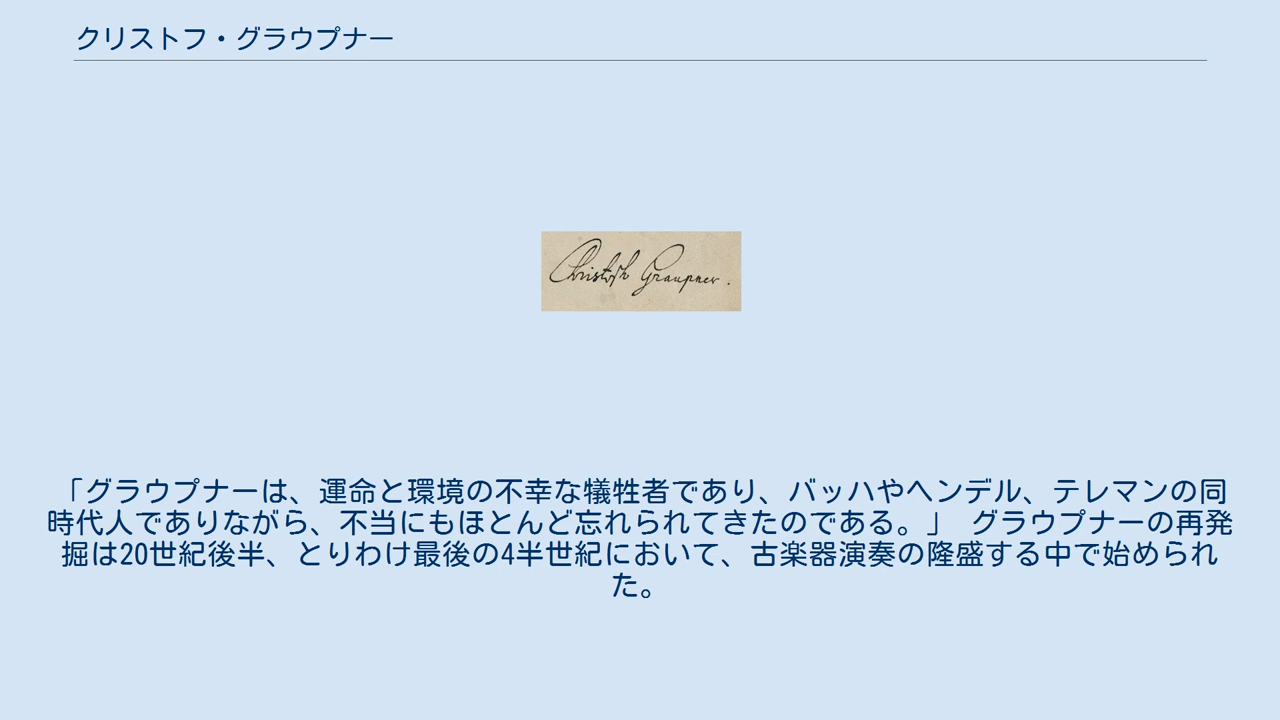 クリストフ・グラウプナー
Christoph Graupner.
「グラウプナーは、運命と環境の不幸な犠牲者であり、バッハやヘンデル、テレマンの同
時代人でありながら、不当にもほとんど忘れられてきたのである。」 グラウプナーの再発
掘は20世紀後半、とりわけ最後の4半世紀において、古楽器演奏の隆盛する中で始められ
た。